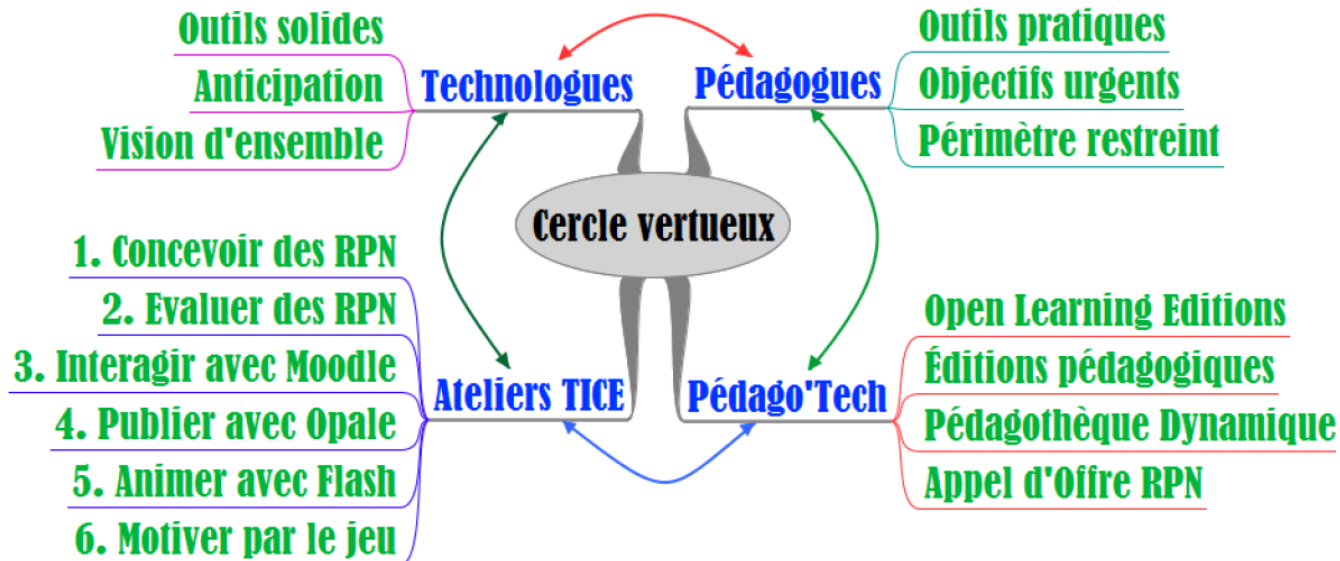 Cercle vertueux
Technologues
Outils solides
Anticipation
Vision d'ensemble
Pédagogues
Outils pratiques
Objectifs urgents
Périmètre restreint
Ateliers TICE
1. Concevoir des RPN
2. Evaluer des RPN
3. Interagir avec Moodle
4. Publier avec Opale
5. Animer avec Flash
6. Motiver par le jeu
Pédago'Tech
Open Learning Editions
Éditions pédagogiques
Pédagothèque Dynamique
Appel d'Offre RPN